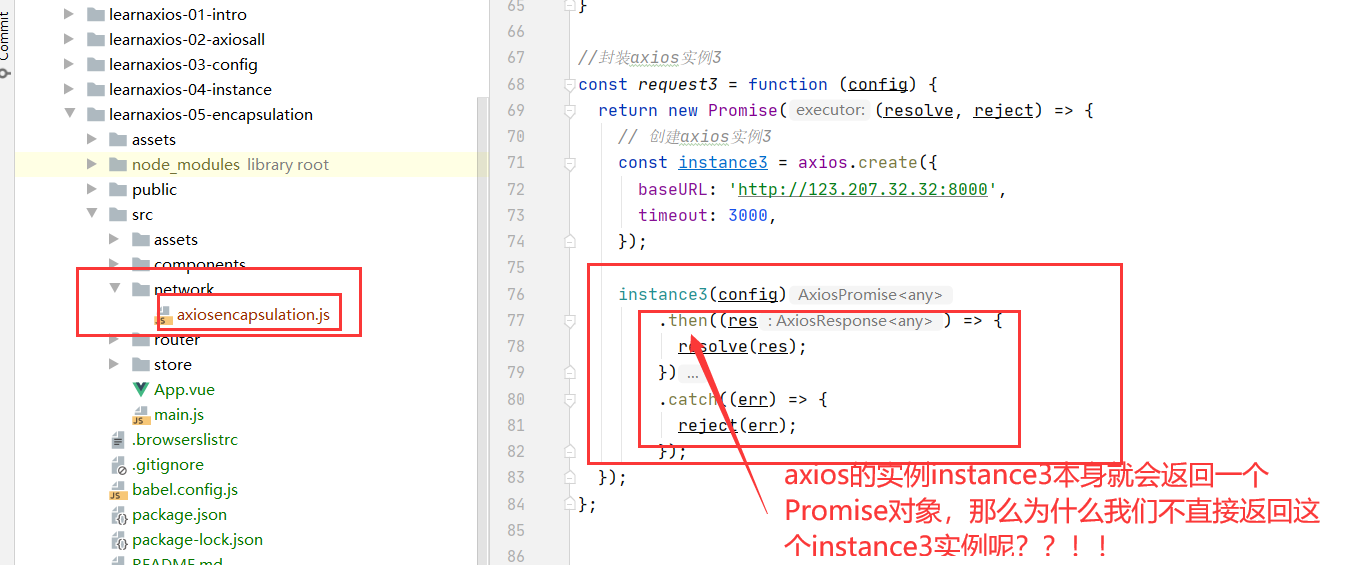 Commit
learnaxios-01-intro
learnaxios-02-axiosall
learnaxios-03-config
learnaxios-04-instance
learnaxios-05-encapsulation
assets
node_modules library root
public
src
assets
components
network
axiosencapsulation.js
router
store
App.vue
main.js
.browserslistrc
.gitignore
babel.config.js
package.json
package-lock.json
README.md
65 }
66
67 //封装axios实例3
68 const request3 = function (config) {
69 return new Promise( executor: (resolve, reject) => {
70 // 创建axios实例3
71 const instance3 = axios.create({
72 baseURL: 'http://123.207.32.32:8000',
73 timeout: 3000,
74 });
75
76 instance3(config) AxiosPromise<any>
77 .then((res : AxiosResponse<any> ) => {
78 resolve(res);
79 }) ...
80 .catch((err) => {
81 reject(err);
82 });
83 });
84 };
85
86
axios的实例instance3本身就会返回一个
Promise对象，那么为什么我们不直接返回这
个instance3实例呢？？！！